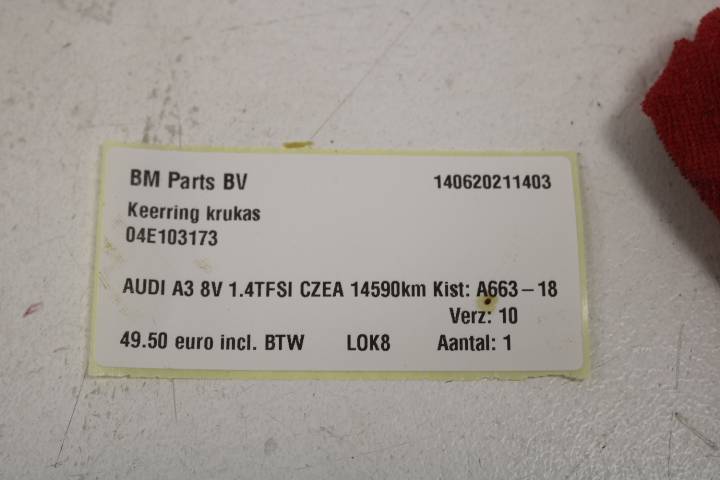 BM Parts BV 140620211403
Keerring krukas
04E103173
AUDI A3 8V 1.4TFSI CZEA 14590km Kist: A663-18
Verz: 10
49.50 euro incl. BTW LOK8 Aantal: 1